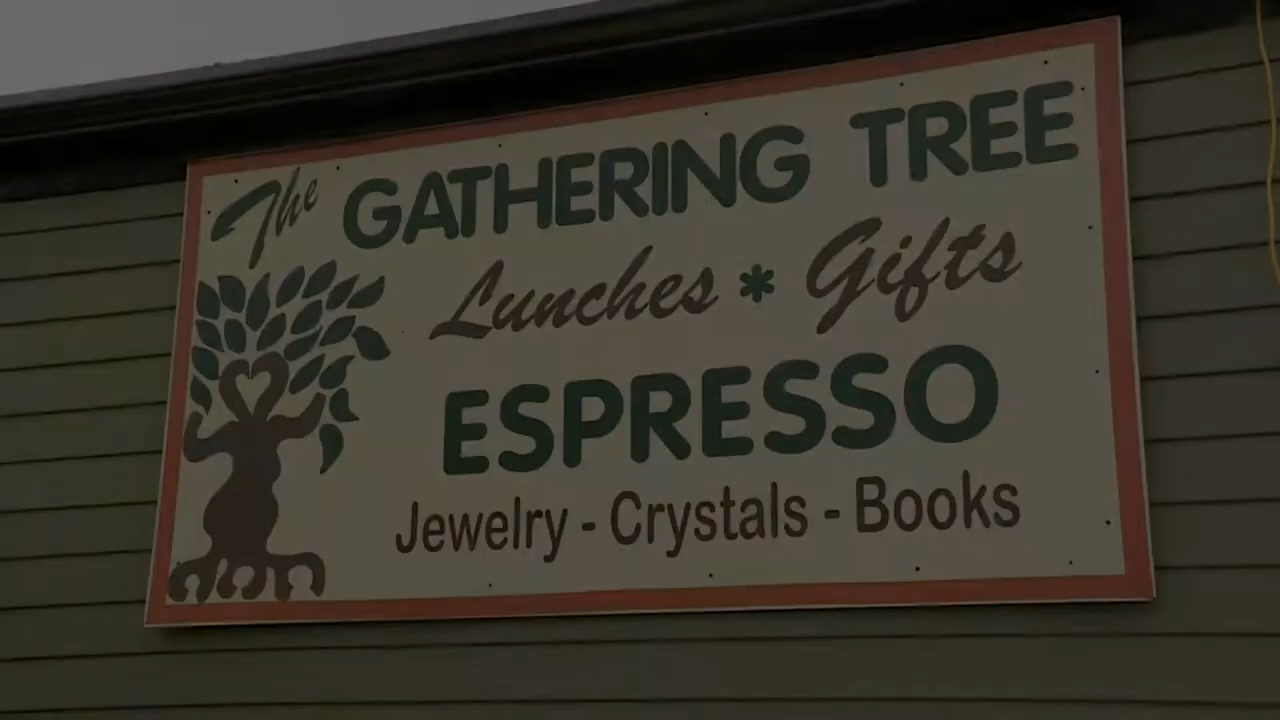 The GATHERING TREE
Lunches * Gifts
ESPRESSO
Jewelry - Crystals - Books